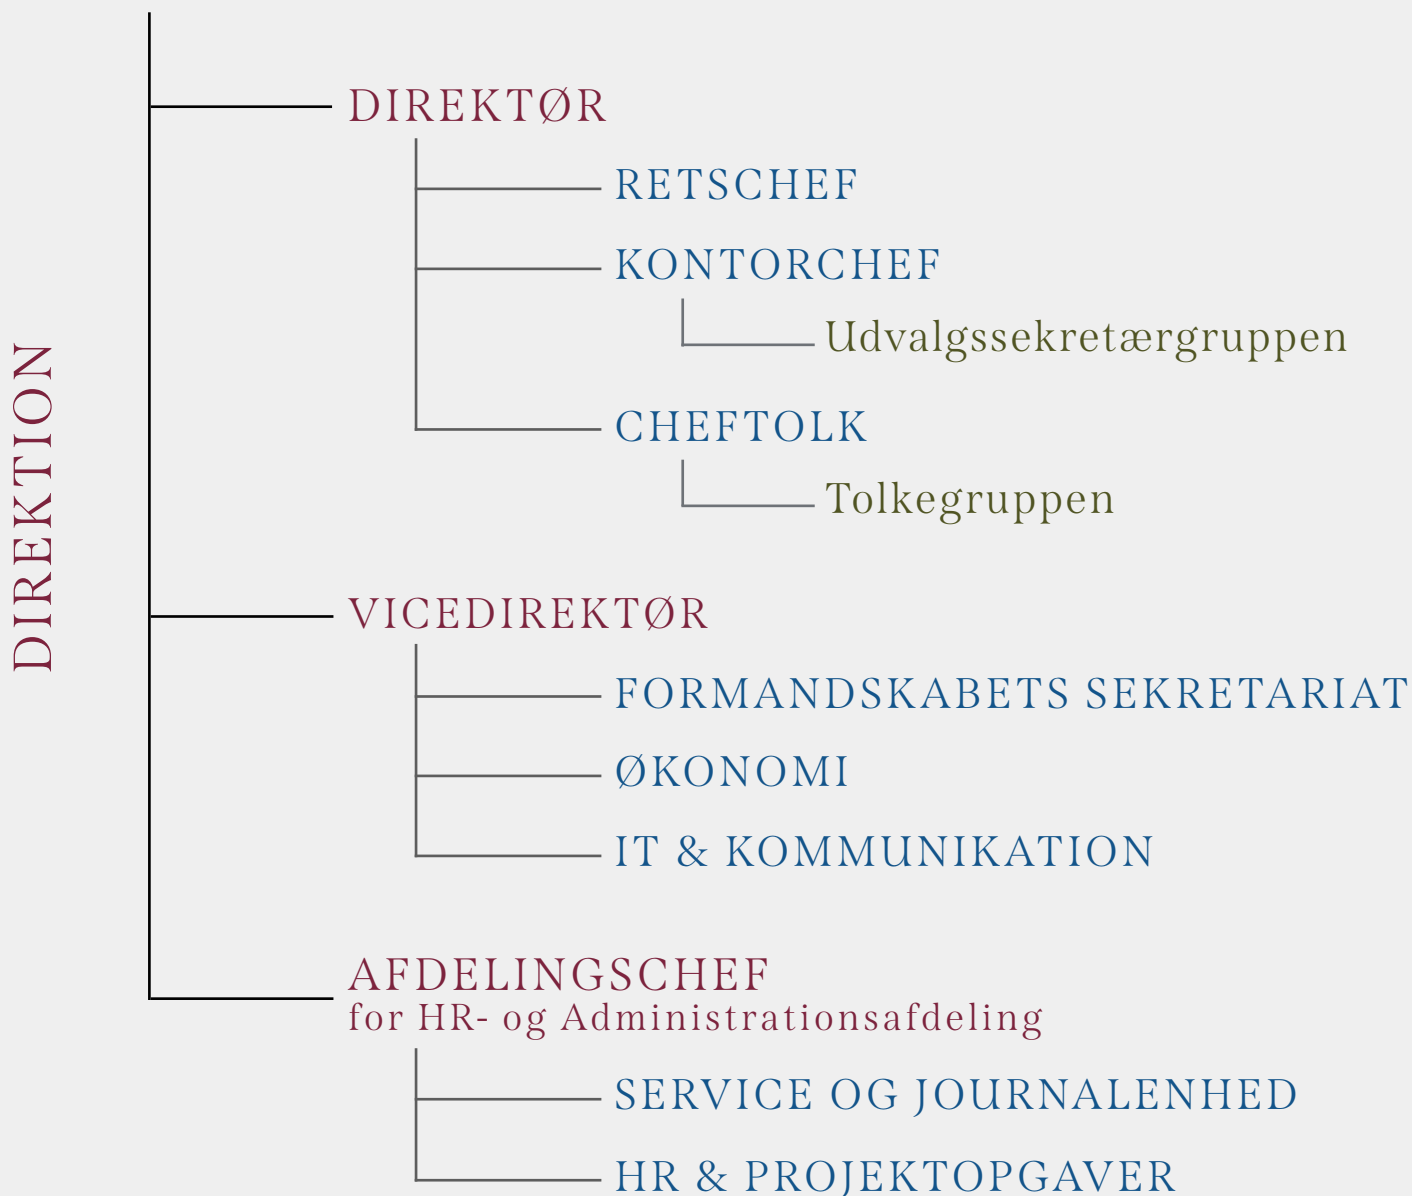 DIREKTION
DIREKTØR
RETSCHEF
KONTORCHEF
Udvalgssekretærgruppen
CHEFTOLK
Tolkegruppen
VICEDIREKTØR
FORMANDSKABETS SEKRETARIAT
ØKONOMI
IT & KOMMUNIKATION
AFDELINGSCHEF
for HR- og Administrationsafdeling
SERVICE OG JOURNALENHED
HR & PROJEKTOPGAVER